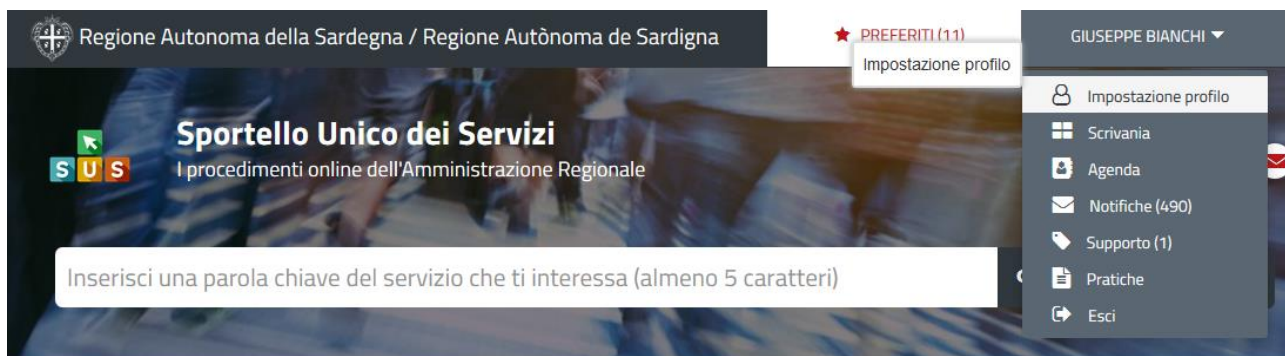 Regione Autonoma della Sardegna / Regione Autònoma de Sardigna
PREFERITI (11)
GIUSEPPE BIANCHI
Impostazione profilo
Impostazione profilo
Scrivania
Agenda
Notifiche (490)
Supporto (1)
Pratiche
Esci
SUS
Sportello Unico dei Servizi
I procedimenti online dell'Amministrazione Regionale
Inserisci una parola chiave del servizio che ti interessa (almeno 5 caratteri)